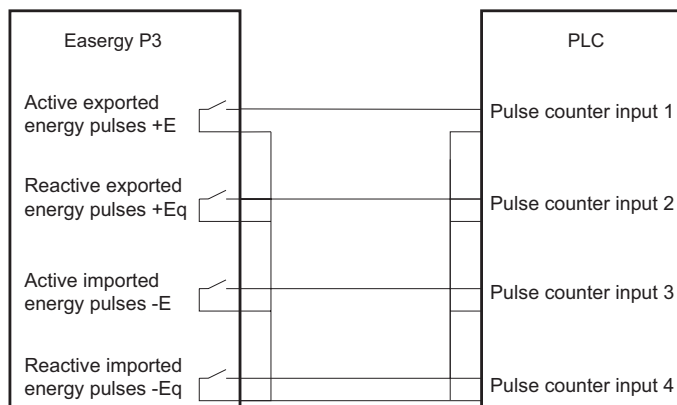 Easergy P3
PLC
Active exported
energy pulses +E
Pulse counter input 1
Reactive exported
energy pulses +Eq
Pulse counter input 2
Active imported
energy pulses -E
Pulse counter input 3
Reactive imported
energy pulses -Eq
Pulse counter input 4